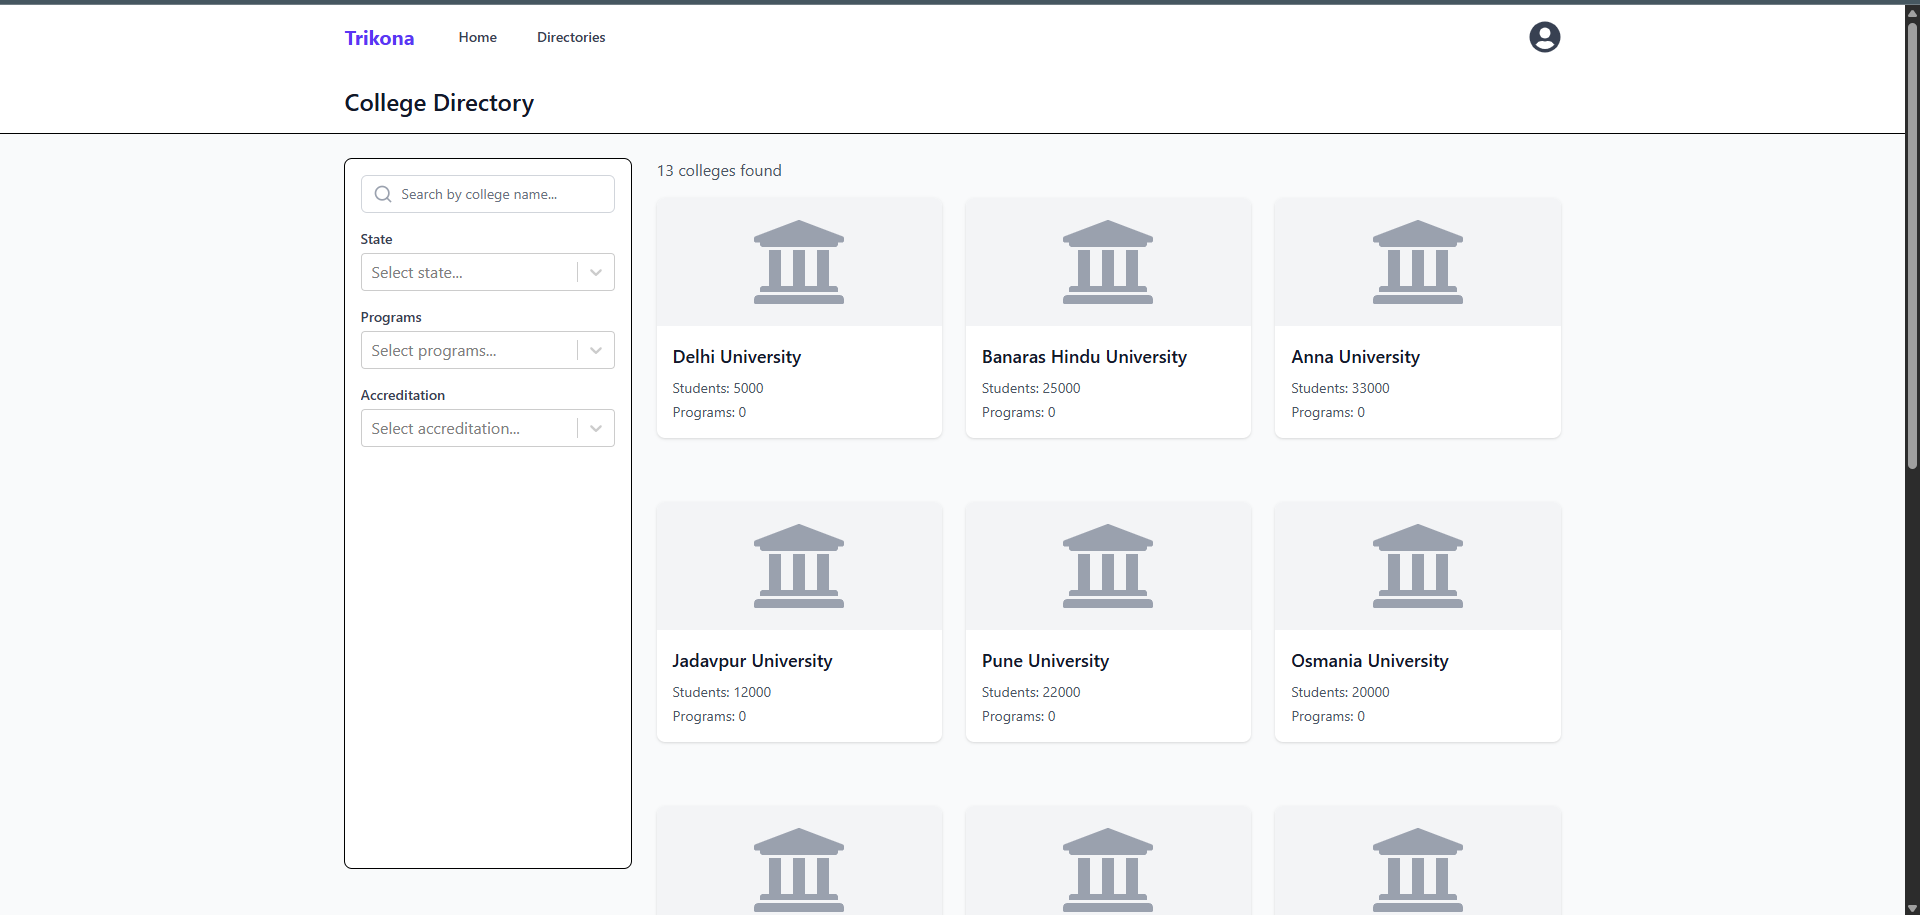 Trikona
Home
Directories
College Directory
Search by college name...
State
Select state...
Programs
Select programs...
Accreditation
Select accreditation...
13 colleges found
Delhi University
Students: 5000
Programs: 0
Banaras Hindu University
Students: 25000
Programs: 0
Anna University
Students: 33000
Programs: 0
Jadavpur University
Students: 12000
Programs: 0
Pune University
Students: 22000
Programs: 0
Osmania University
Students: 20000
Programs: 0